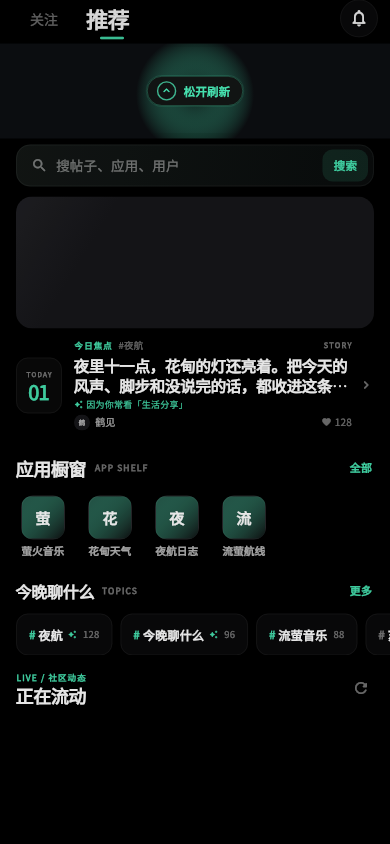 关注
推荐
松开刷新
搜帖子、应用、用户
搜索
今日焦点 #夜航
STORY
TODAY
01
夜里十一点，花甸的灯还亮着。把今天的
风声、脚步和没说完的话，都收进这条…
因为你常看「生活分享」
鹤 鹤见
128
应用橱窗 APP SHELF
全部
萤 花 夜 流
萤火音乐 花甸天气 夜航日志 流萤航线
今晚聊什么 TOPICS
更多
#夜航 128
#今晚聊什么 96
#流萤音乐 88
#
LIVE / 社区动态
正在流动